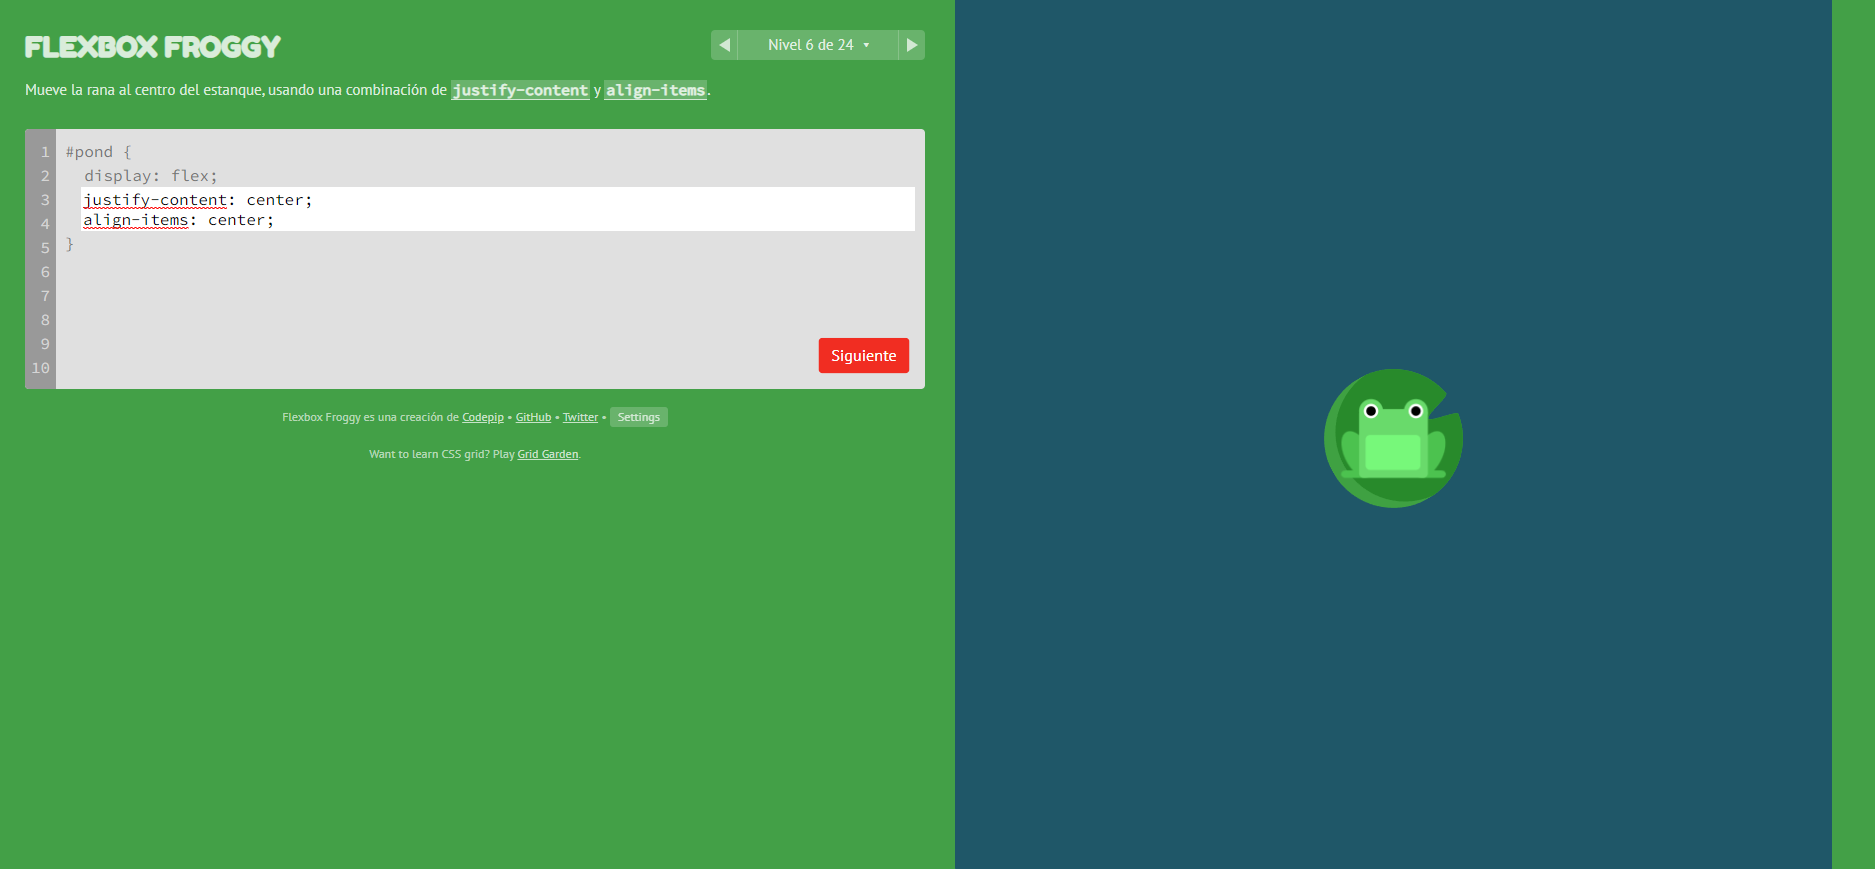 FLEXBOX FROGGY
Nivel 6 de 24
Mueve la rana al centro del estanque, usando una combinación de justify-content y align-items.
1 #pond {
2 display: flex;
3 justify-content: center;
4 align-items: center;
5 }
6
7
8
9
10
Siguiente
Flexbox Froggy es una creación de Codepip • GitHub • Twitter • Settings
Want to learn CSS grid? Play Grid Garden.